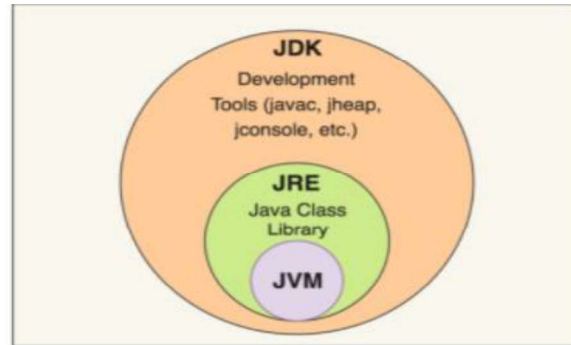 JDK
Development
Tools (javac, jheap,
jconsole, etc.)
JRE
Java Class
Library
JVM